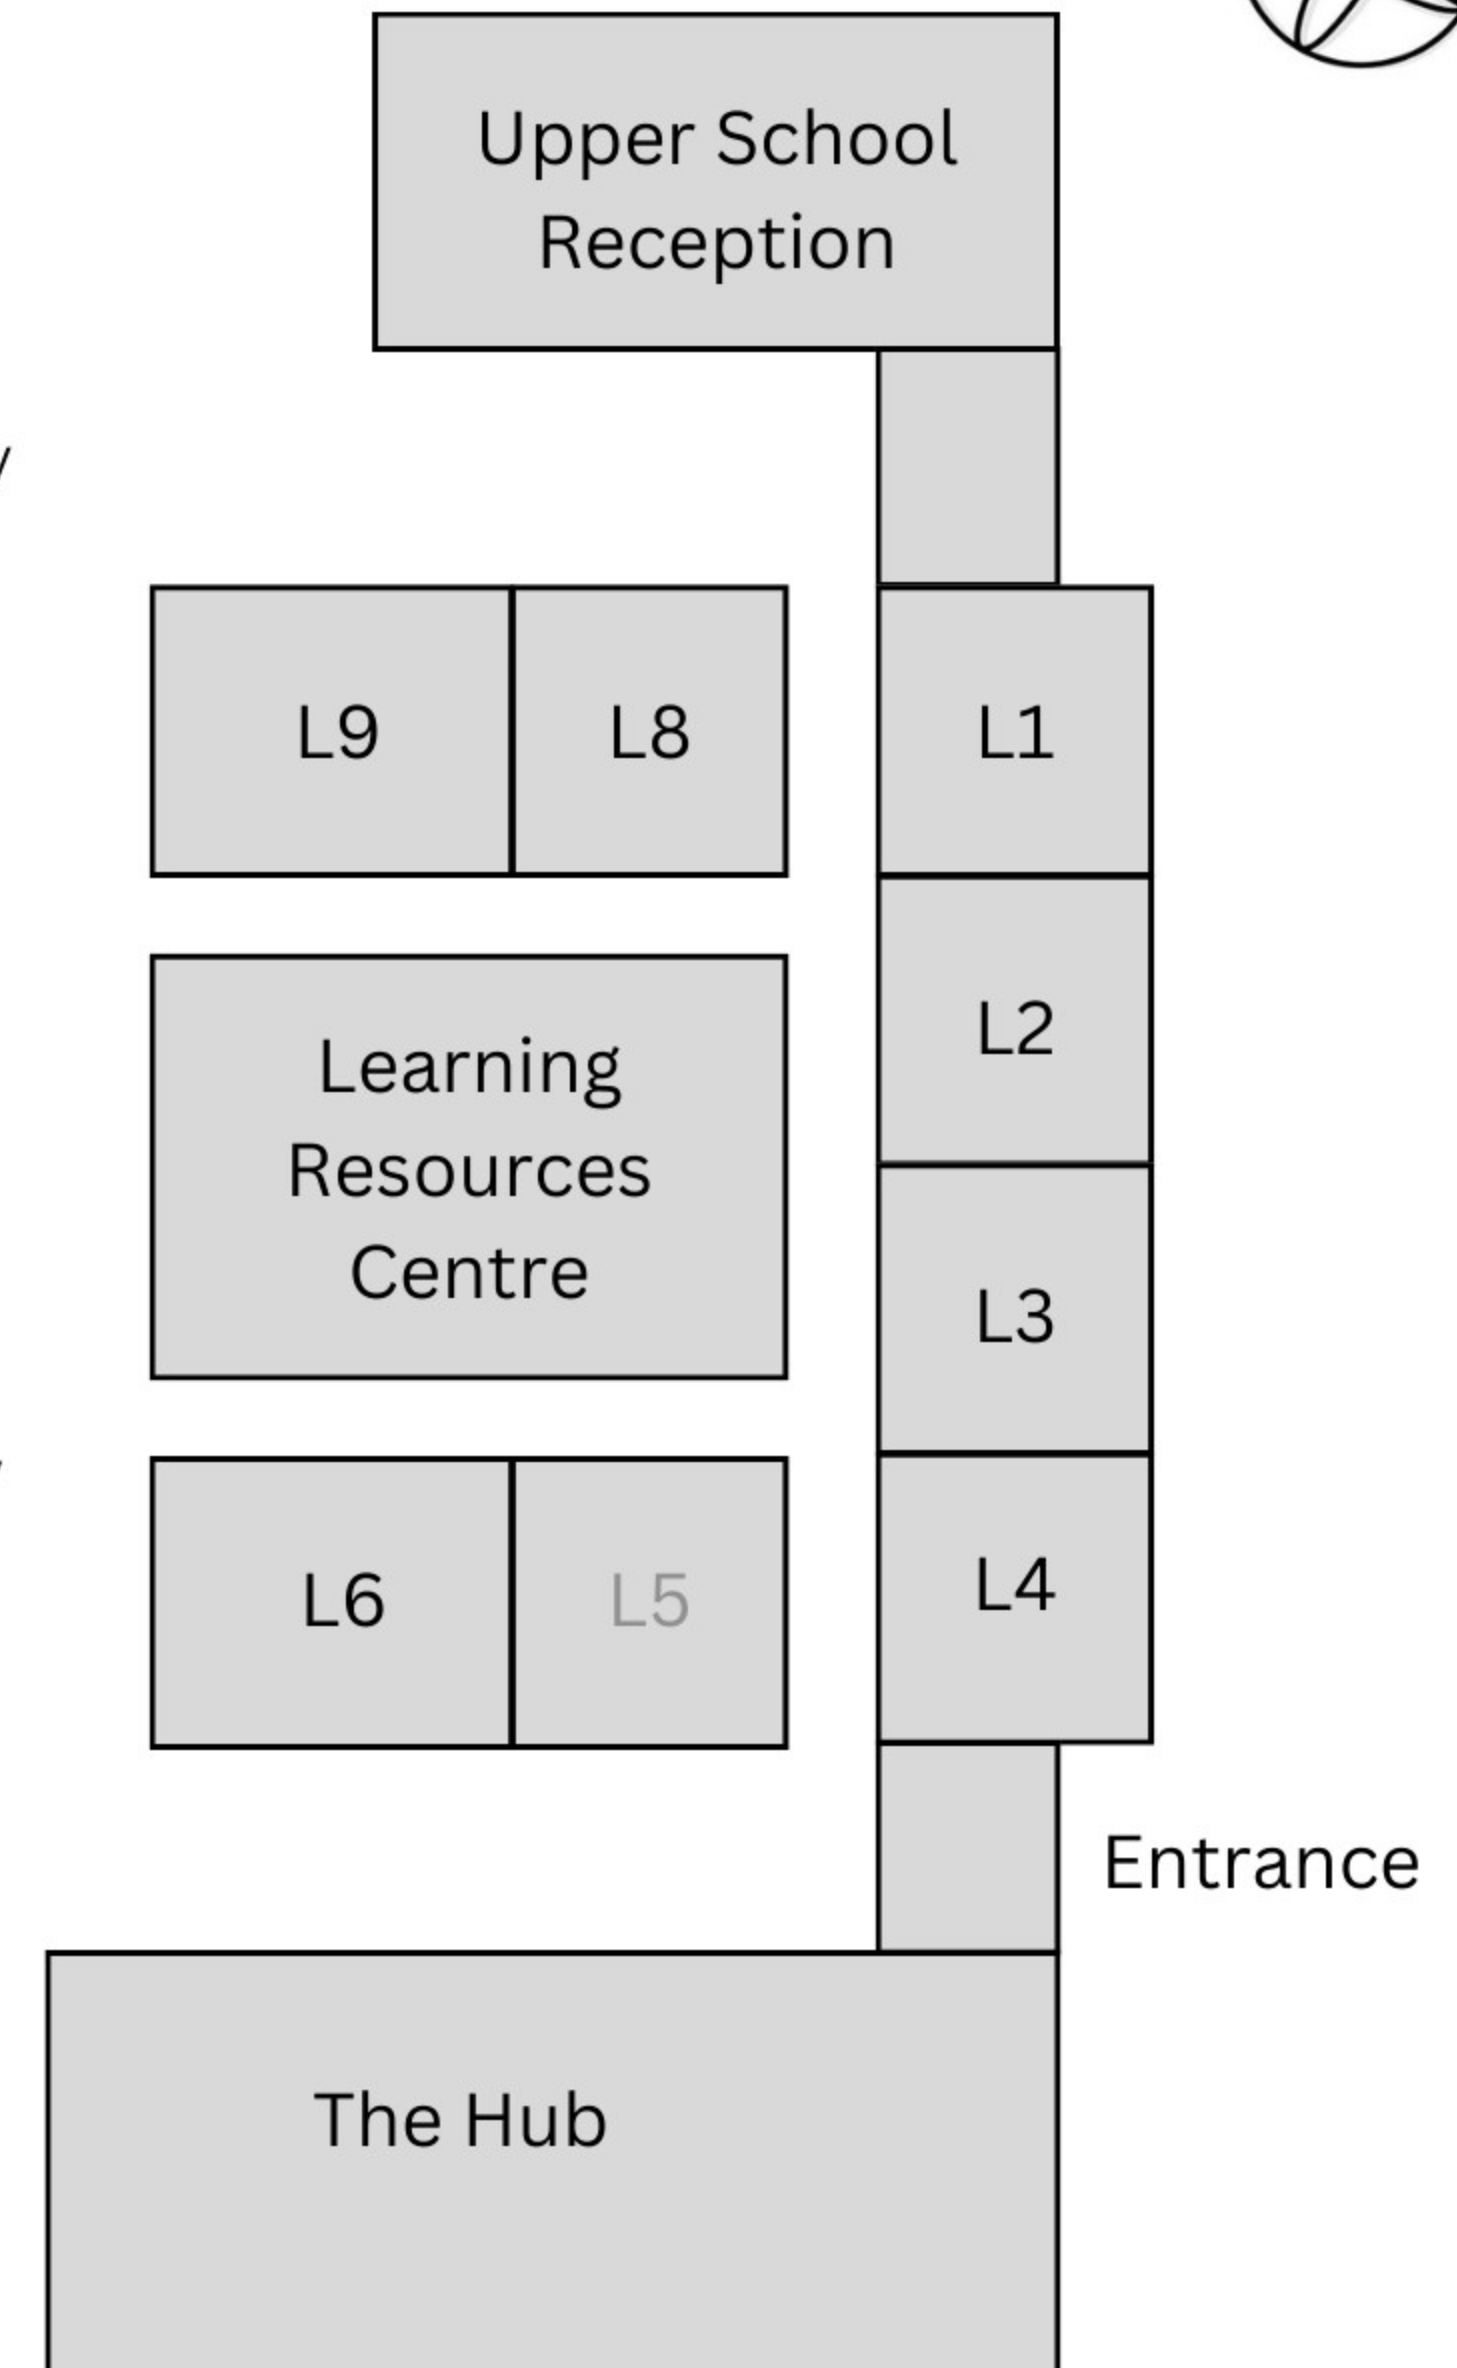 Upper School
Reception
L9
L8
L1
L2
Learning
Resources
Centre
L3
L6
L5
L4
Entrance
The Hub